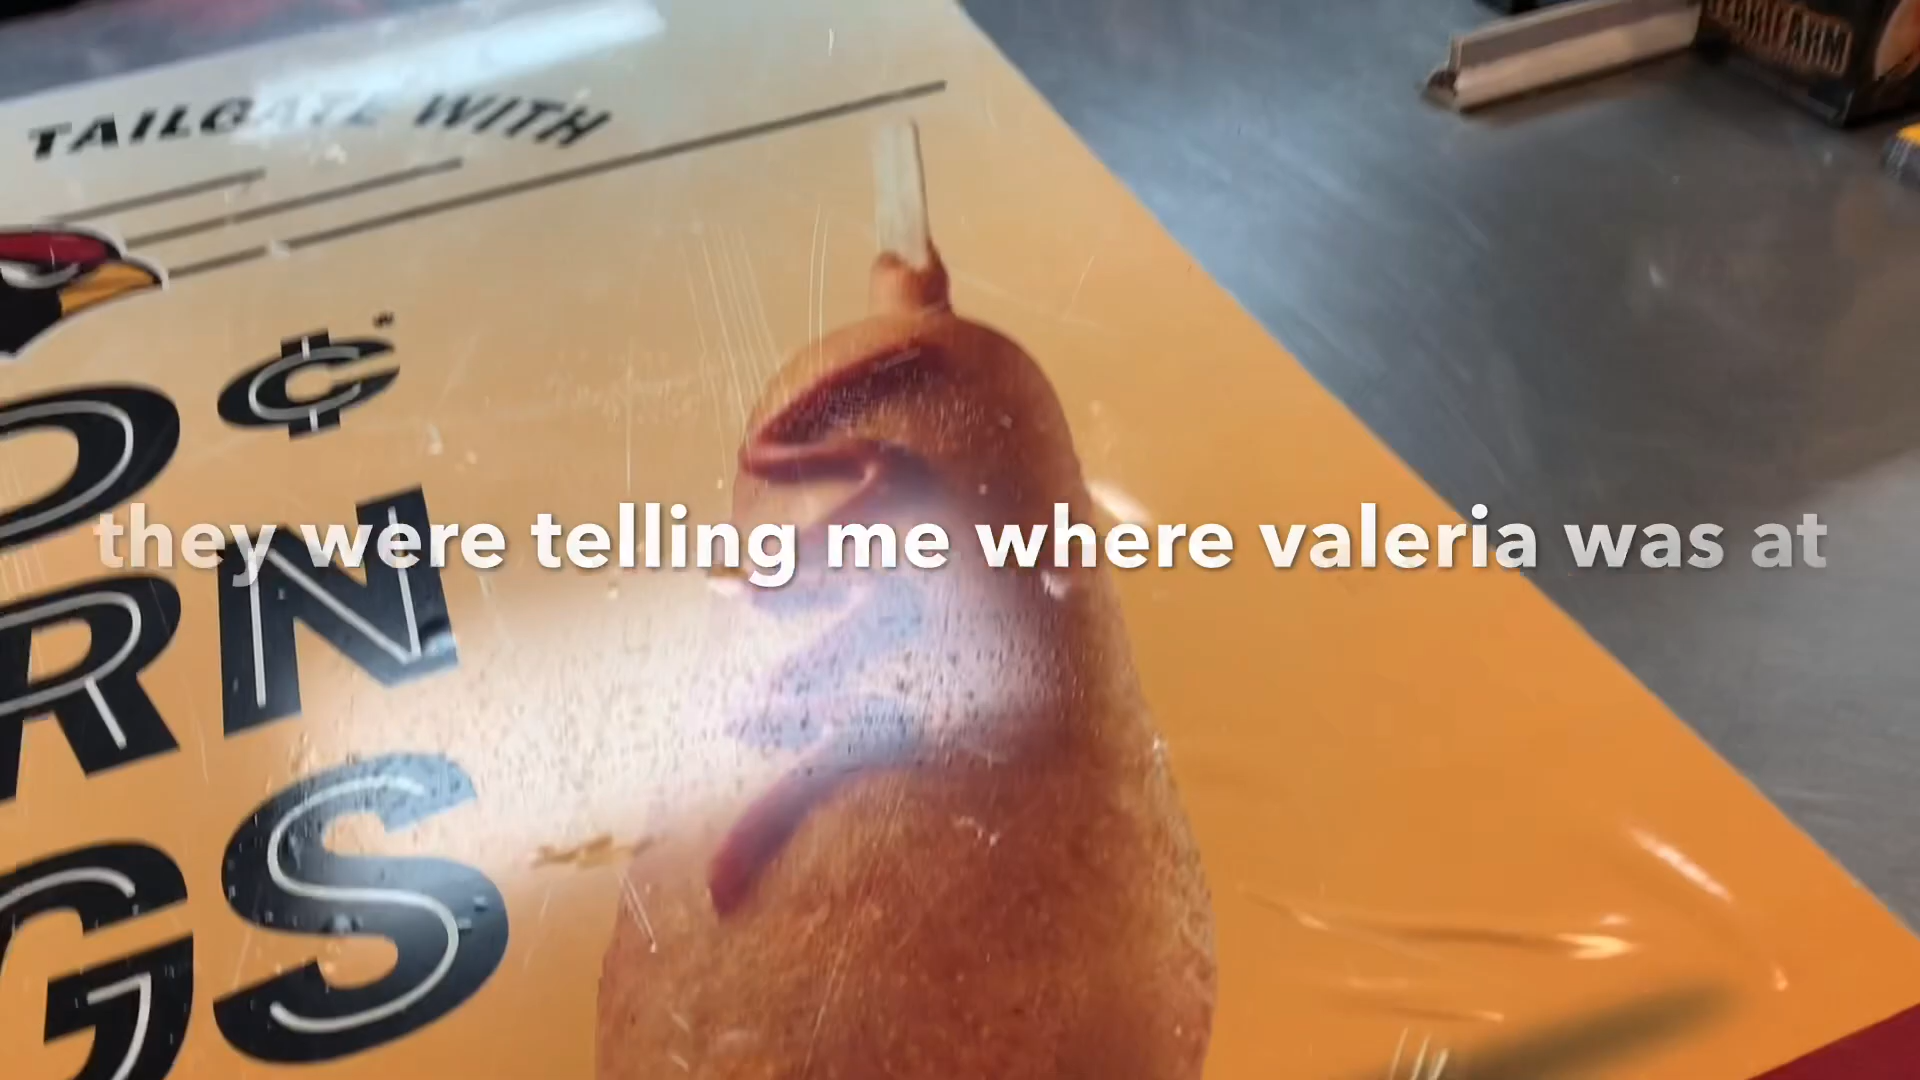 TAILGATE WITH
¢
RN
GS
they were telling me where valeria was at